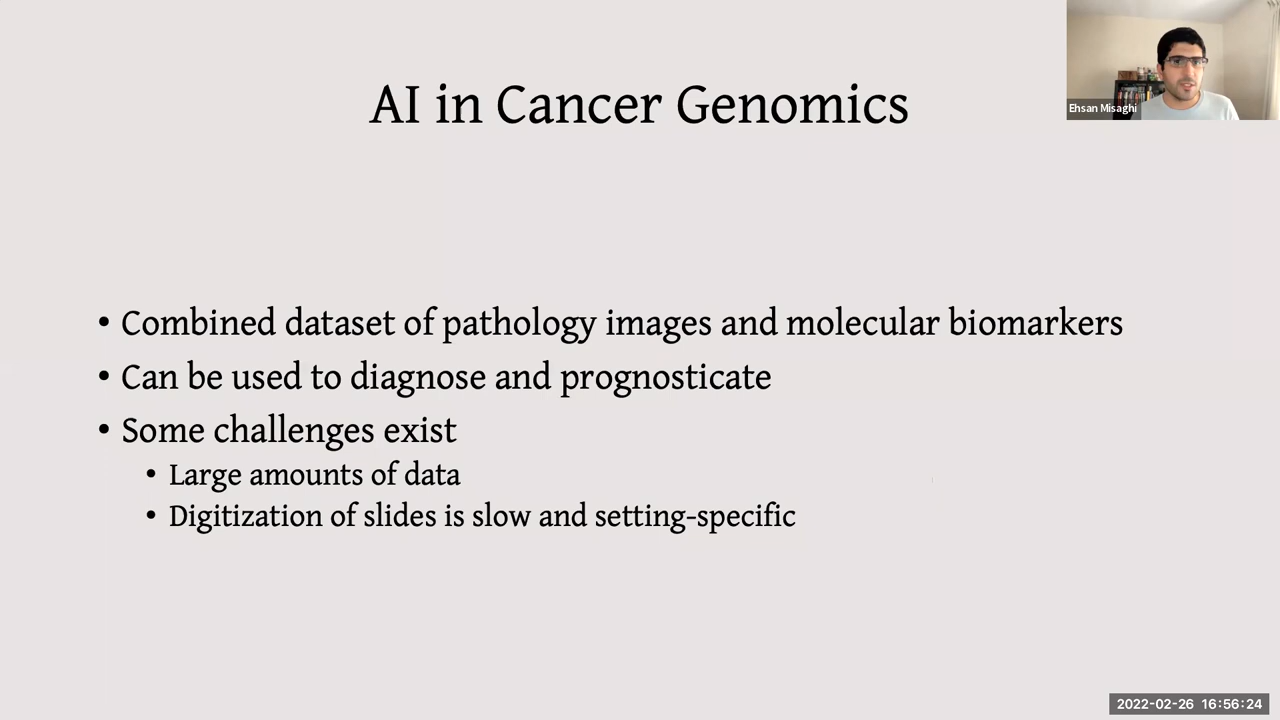 AI in Cancer Genomics
Ehsan Misaghi
• Combined dataset of pathology images and molecular biomarkers
• Can be used to diagnose and prognosticate
• Some challenges exist
• Large amounts of data
• Digitization of slides is slow and setting-specific
2022-02-26 16:56:24